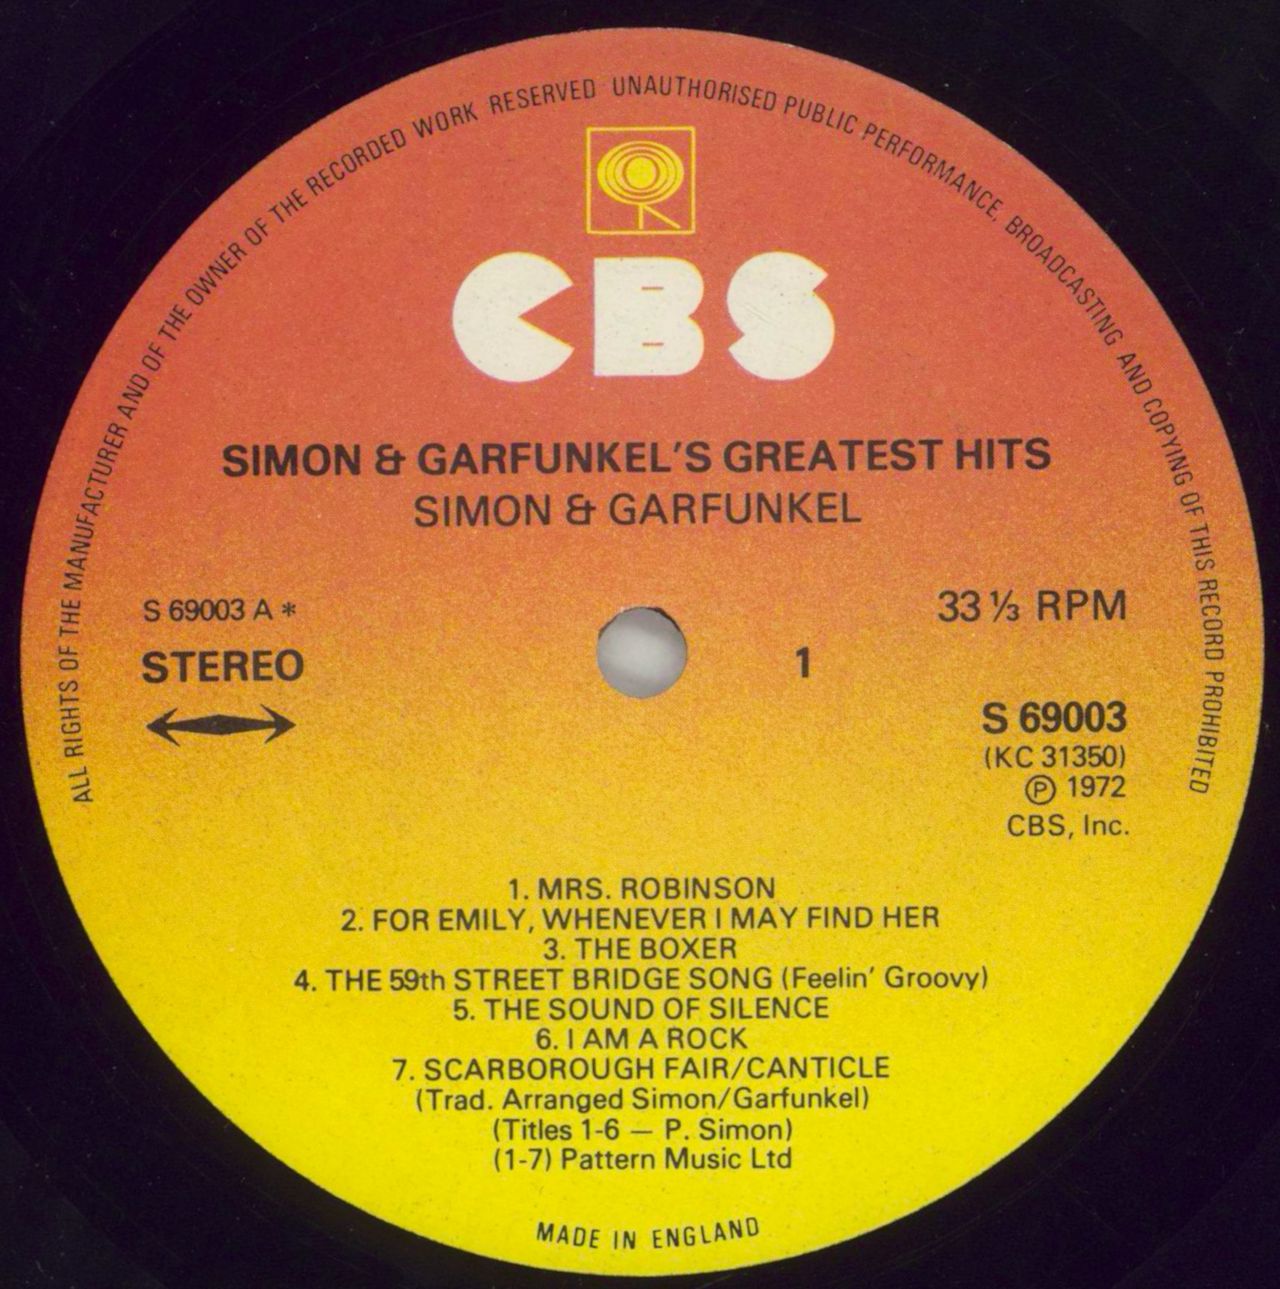 ALL RIGHTS OF THE MANUFACTURER AND OF THE OWNER OF THE RECORDED WORK RESERVED UNAUTHORISED PUBLIC PERFORMANCE, BROADCASTING AND COPYING OF THIS RECORD PROHIBITED
CBS
SIMON & GARFUNKEL'S GREATEST HITS
SIMON & GARFUNKEL
S 69003 A *
33 ⅓ RPM
STEREO
1
S 69003
(KC 31350)
℗ 1972
CBS, Inc.
1. MRS. ROBINSON
2. FOR EMILY, WHENEVER I MAY FIND HER
3. THE BOXER
4. THE 59th STREET BRIDGE SONG (Feelin' Groovy)
5. THE SOUND OF SILENCE
6. I AM A ROCK
7. SCARBOROUGH FAIR/CANTICLE
(Trad. Arranged Simon/Garfunkel)
(Titles 1-6 — P. Simon)
(1-7) Pattern Music Ltd
MADE IN ENGLAND